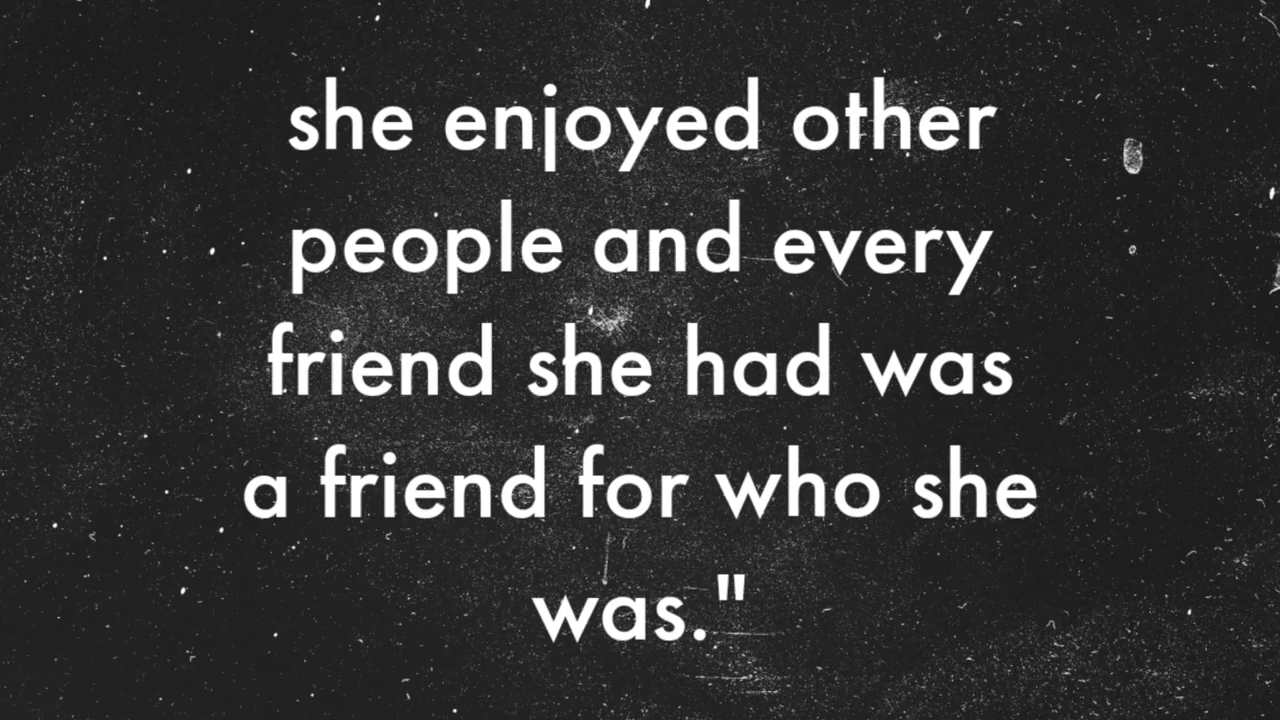 she enjoyed other
people and every
friend she had was
a friend for who she
was."